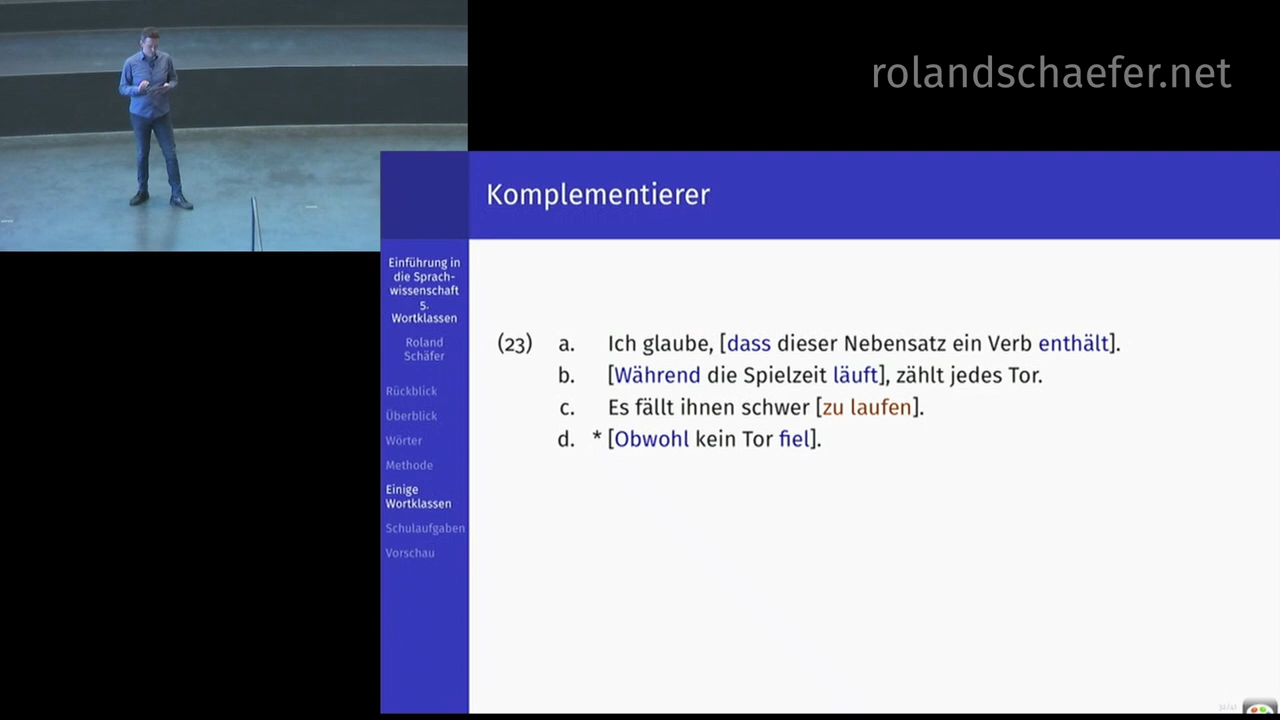 rolandschaefer.net
Komplementierer
Einführung in
die Sprach-
wissenschaft
5.
Wortklassen
Roland
Schäfer
Rückblick
Überblick
Wörter
Methode
Einige
Wortklassen
Schulaufgaben
Vorschau
(23) a. Ich glaube, [dass dieser Nebensatz ein Verb enthält].
b. [Während die Spielzeit läuft], zählt jedes Tor.
c. Es fällt ihnen schwer [zu laufen].
d. * [Obwohl kein Tor fiel].